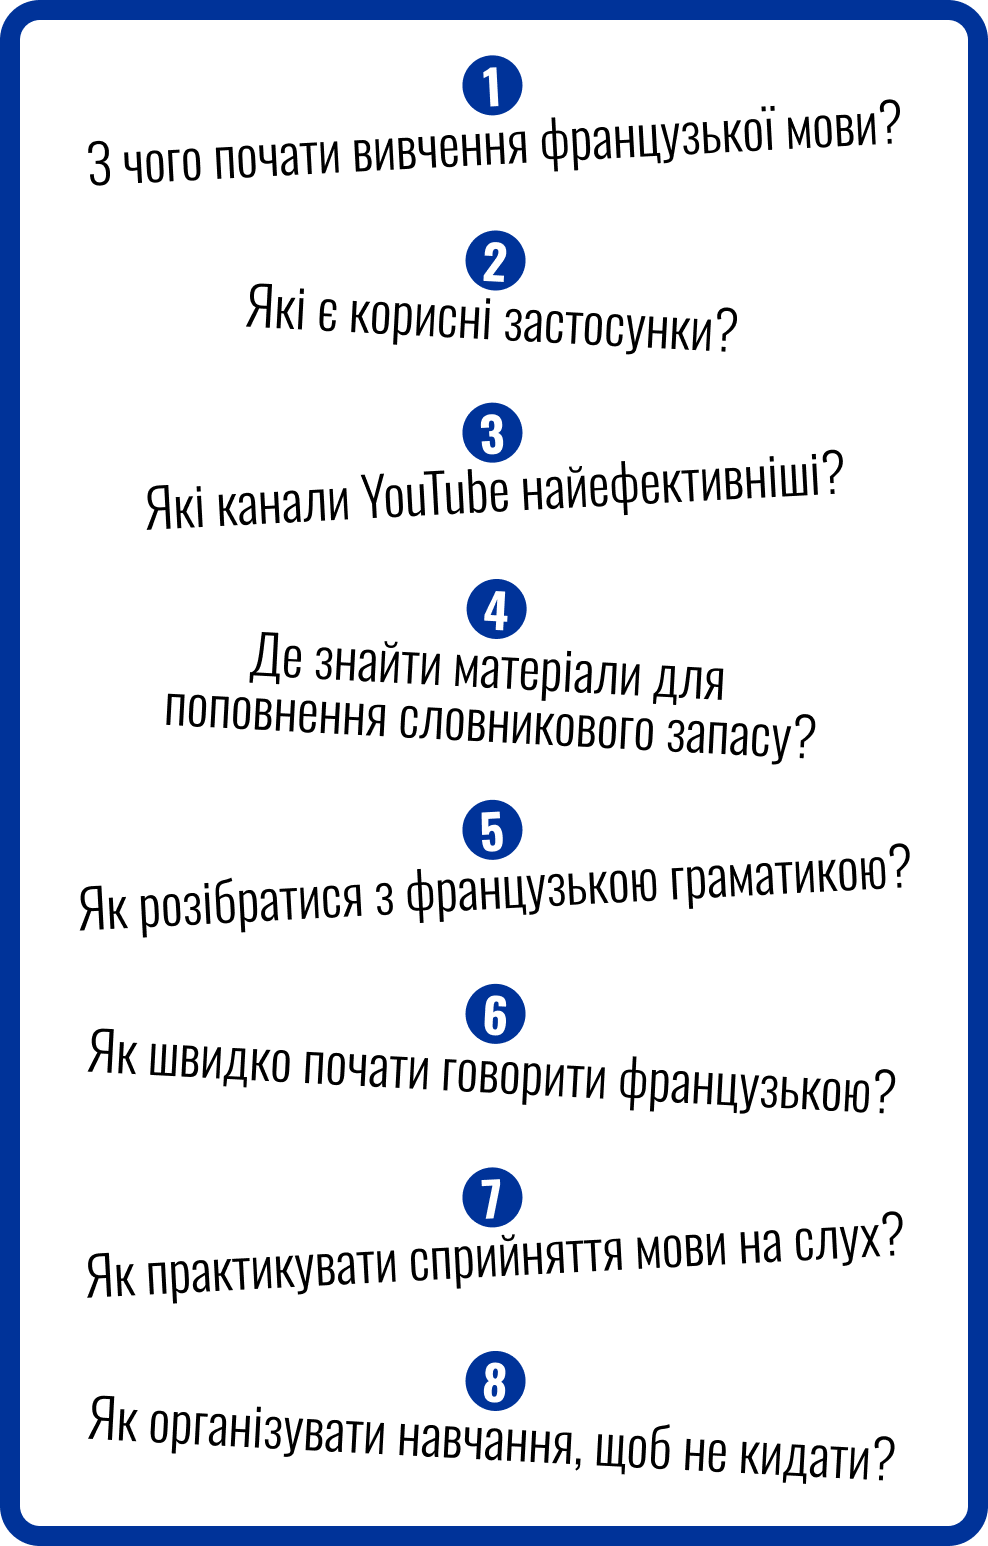 1
З чого почати вивчення французької мови?
2
Які є корисні застосунки?
3
Які канали YouTube найефективніші?
4
Де знайти матеріали для
поповнення словникового запасу?
5
Як розібратися з французькою граматикою?
6
Як швидко почати говорити французькою?
7
Як практикувати сприйняття мови на слух?
8
Як організувати навчання, щоб не кидати?